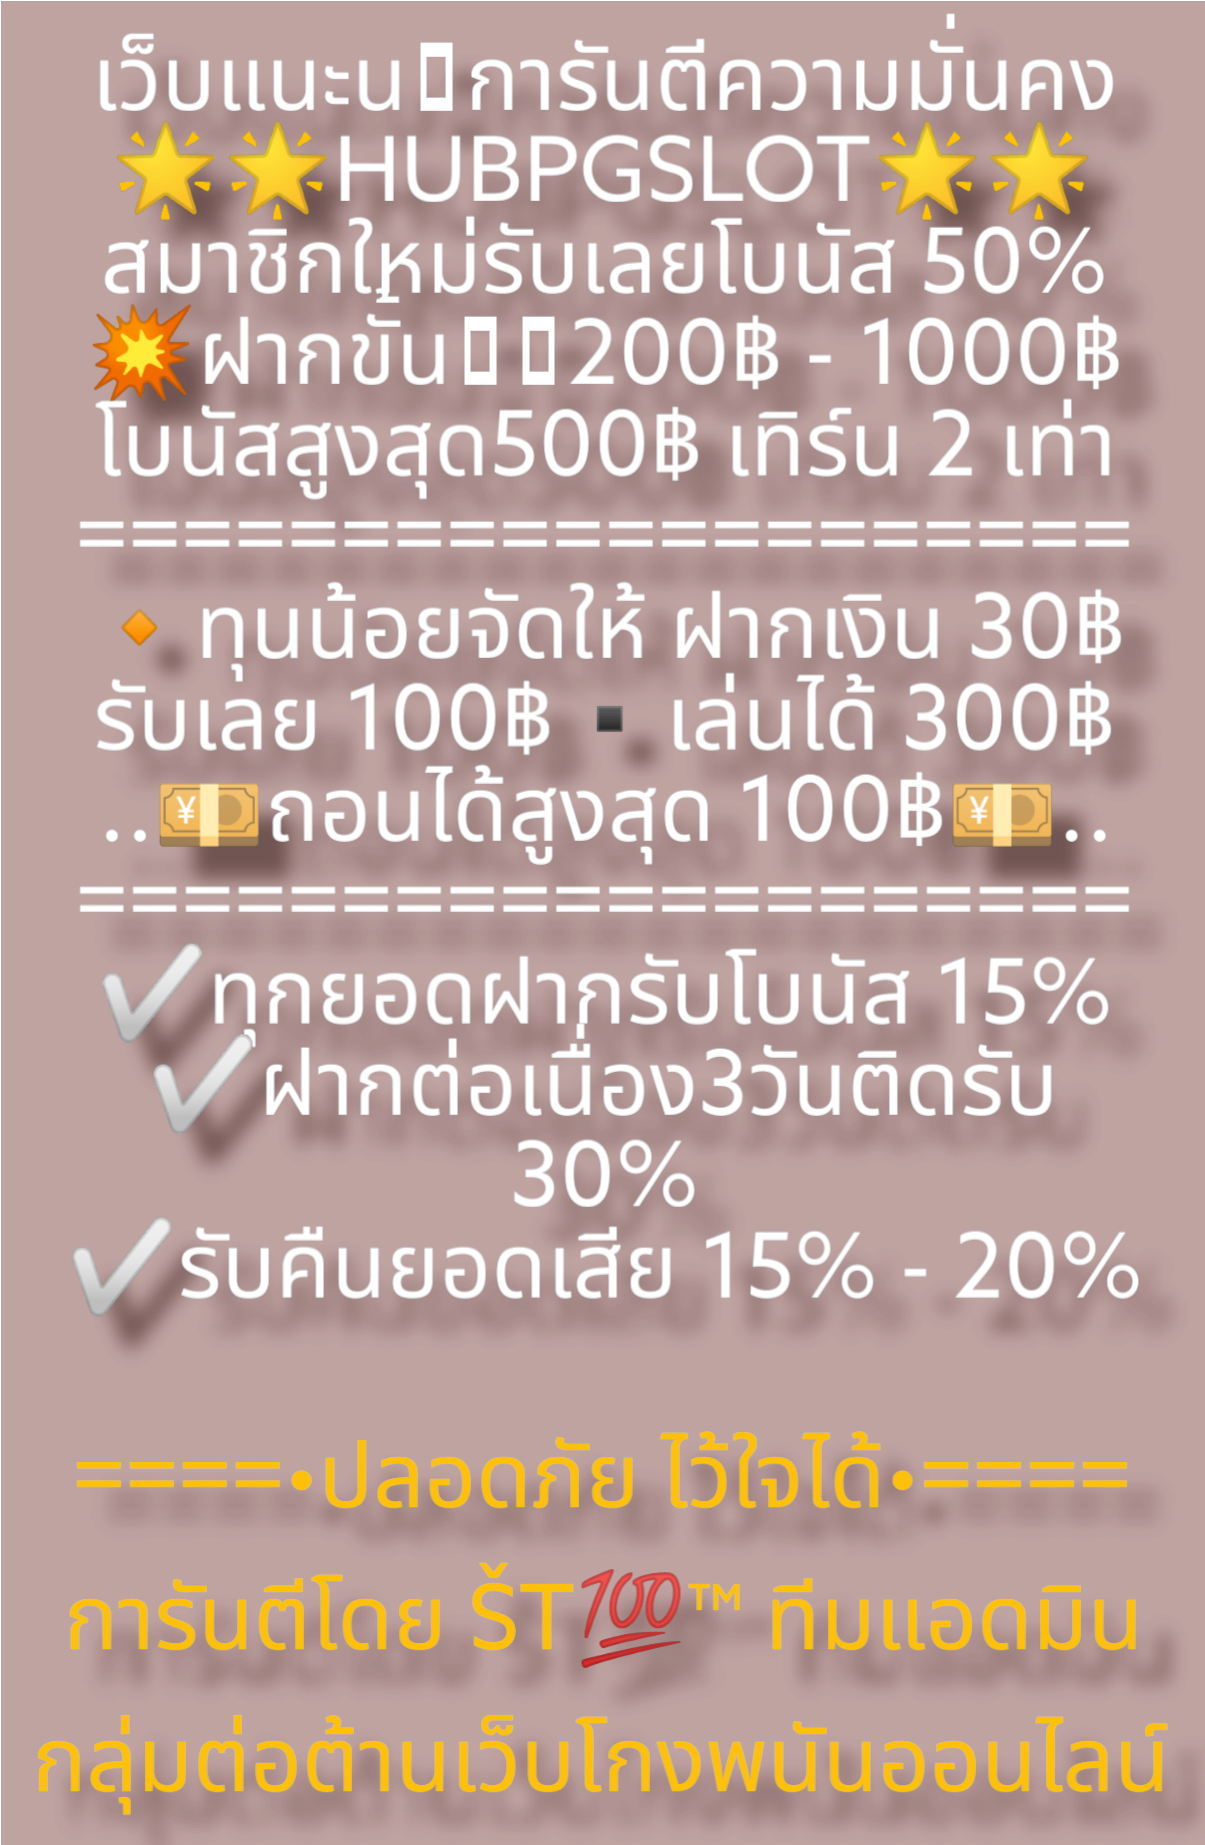 เว็บแนะน▯การันตีความมั่นคง
🌟🌟HUBPGSLOT🌟🌟
สมาชิกใหม่รับเลยโบนัส 50%
💥ฝากขั้น▯▯200฿ - 1000฿
โบนัสสูงสุด500฿ เทิร์น 2 เท่า
====================
🔸ทุนน้อยจัดให้ ฝากเงิน 30฿
รับเลย 100฿ ▪️เล่นได้ 300฿
..💴ถอนได้สูงสุด 100฿💴..
====================
✔️ทุกยอดฝากรับโบนัส 15%
✔️ฝากต่อเนื่อง3วันติดรับ
30%
✔️รับคืนยอดเสีย 15% - 20%
====•ปลอดภัย ไว้ใจได้•====
การันตีโดย ŠT💯™ ทีมแอดมิน
กลุ่มต่อต้านเว็บโกงพนันออนไลน์